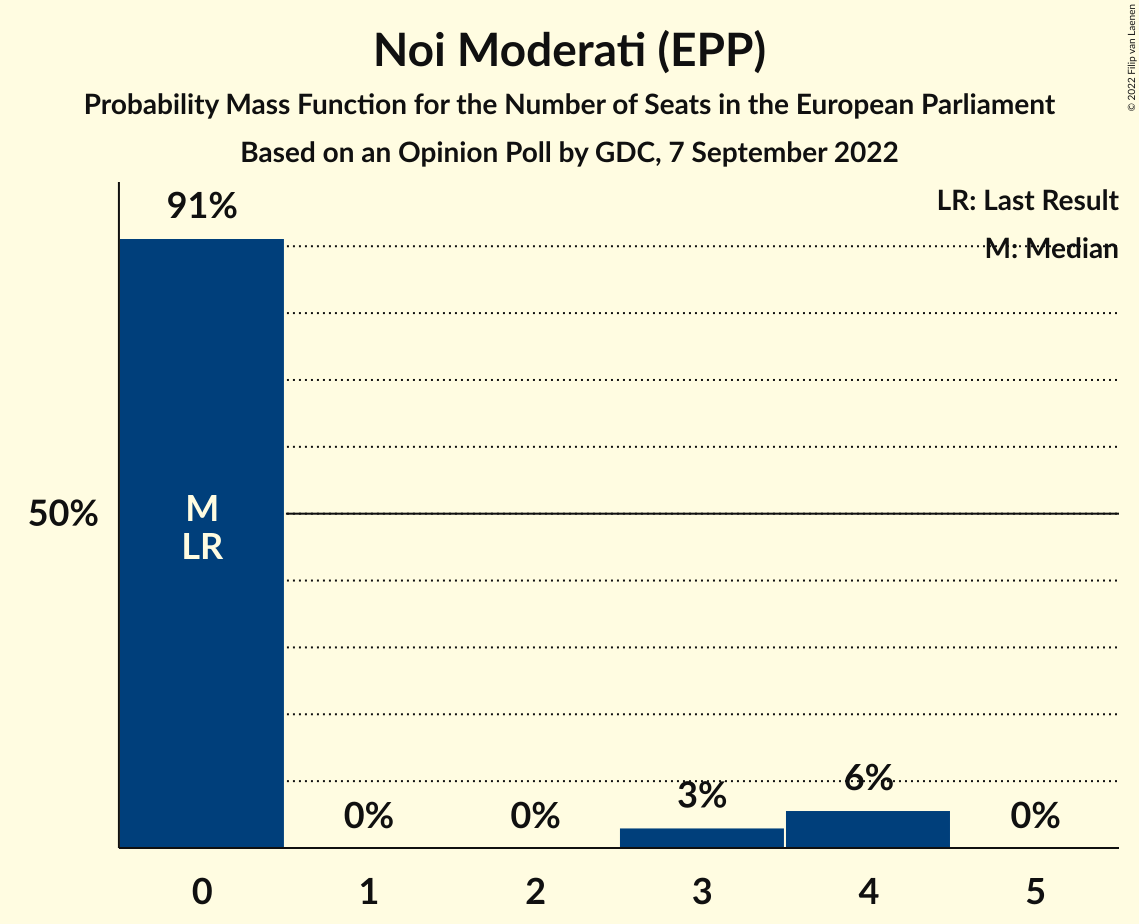 Noi Moderati (EPP)
Probability Mass Function for the Number of Seats in the European Parliament
Based on an Opinion Poll by GDC, 7 September 2022
© 2022 Filip van Laenen
LR: Last Result
M: Median
91%
50%
M
LR
0%
0%
3%
6%
0%
0
1
2
3
4
5